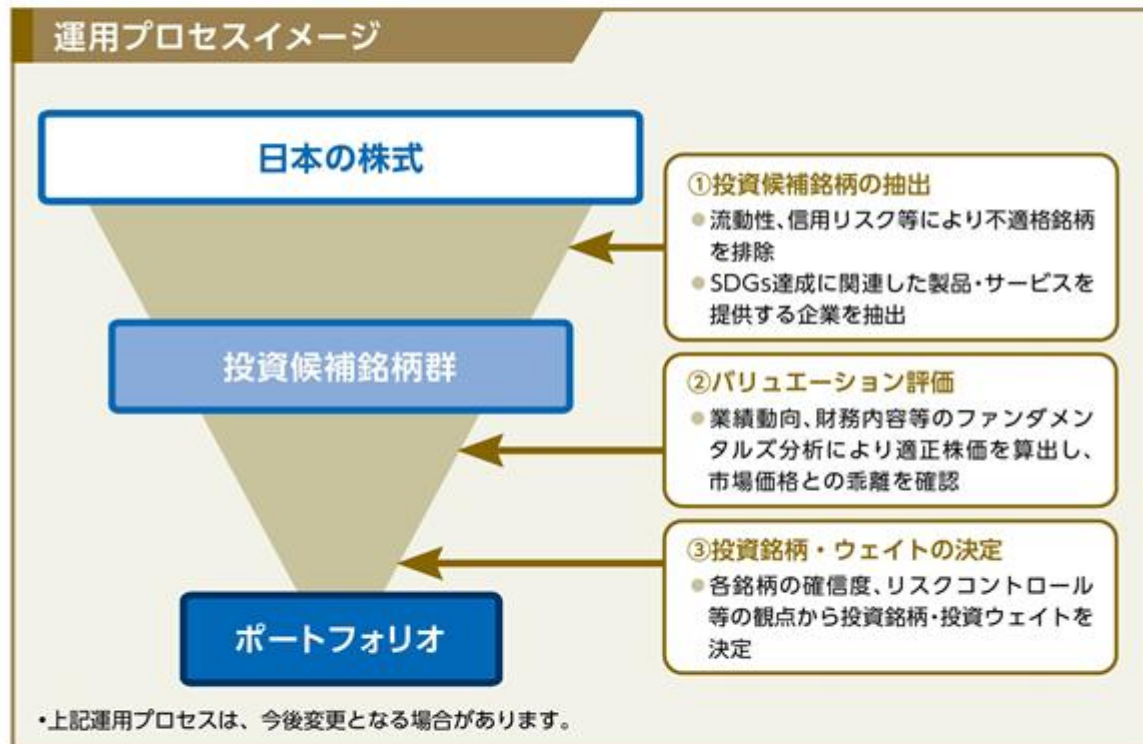 運用プロセスイメージ
日本の株式
①投資候補銘柄の抽出
●流動性、信用リスク等により不適格銘柄
を排除
●SDGs達成に関連した製品・サービスを
提供する企業を抽出
投資候補銘柄群
②バリュエーション評価
●業績動向、財務内容等のファンダメン
タルズ分析により適正株価を算出し、
市場価格との乖離を確認
③投資銘柄・ウェイトの決定
●各銘柄の確信度、リスクコントロール
等の観点から投資銘柄・投資ウェイトを
決定
ポートフォリオ
•上記運用プロセスは、今後変更となる場合があります。